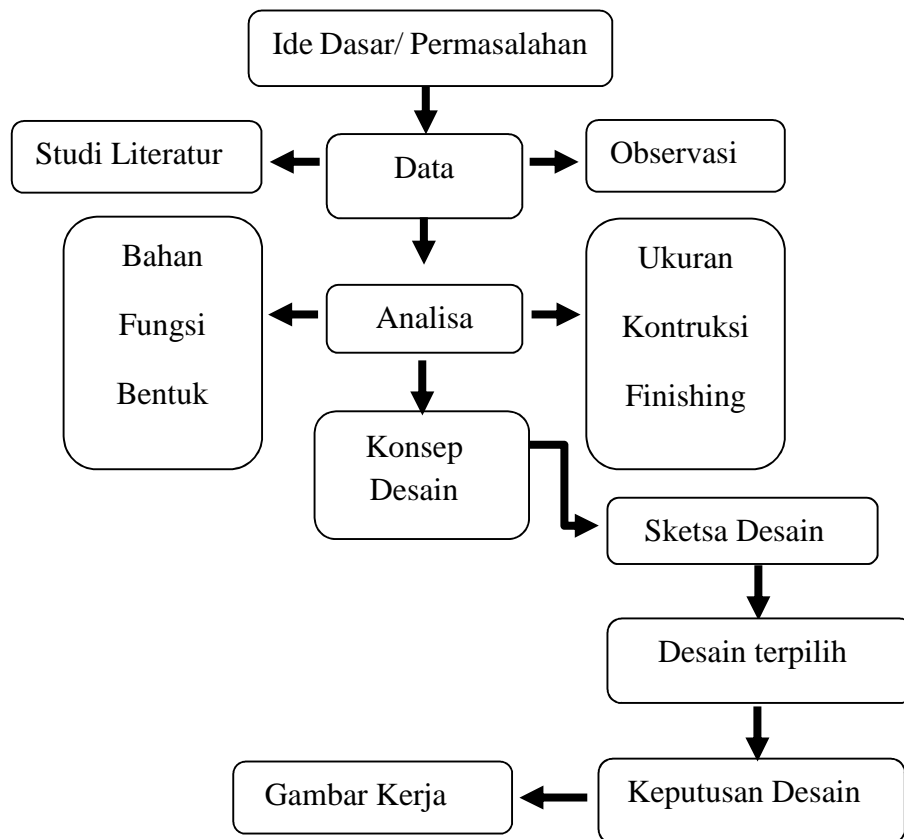 Ide Dasar/ Permasalahan
Studi Literatur
Data
Observasi
Bahan
Fungsi
Bentuk
Analisa
Ukuran
Kontruksi
Finishing
Konsep
Desain
Sketsa Desain
Desain terpilih
Keputusan Desain
Gambar Kerja